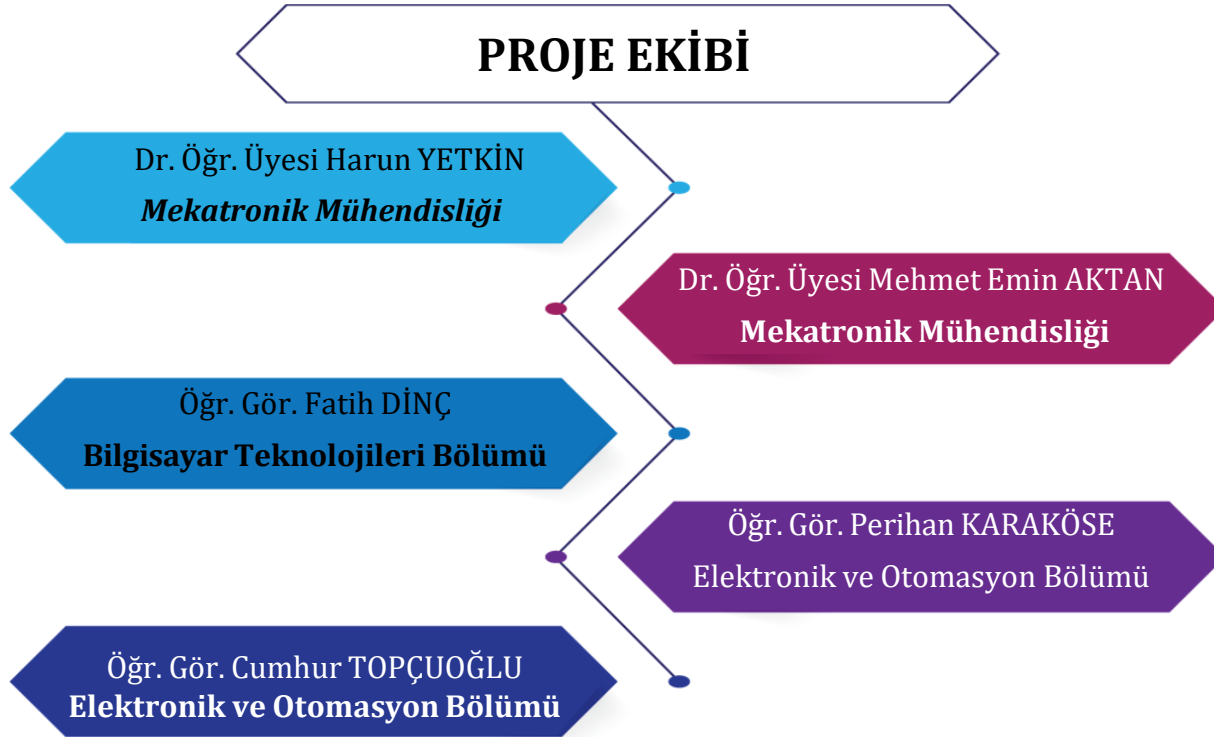 PROJE EKİBİ
Dr. Öğr. Üyesi Harun YETKİN
Mekatronik Mühendisliği
Dr. Öğr. Üyesi Mehmet Emin AKTAN
Mekatronik Mühendisliği
Öğr. Gör. Fatih DİNÇ
Bilgisayar Teknolojileri Bölümü
Öğr. Gör. Perihan KARAKÖSE
Elektronik ve Otomasyon Bölümü
Öğr. Gör. Cumhur TOPÇUOĞLU
Elektronik ve Otomasyon Bölümü